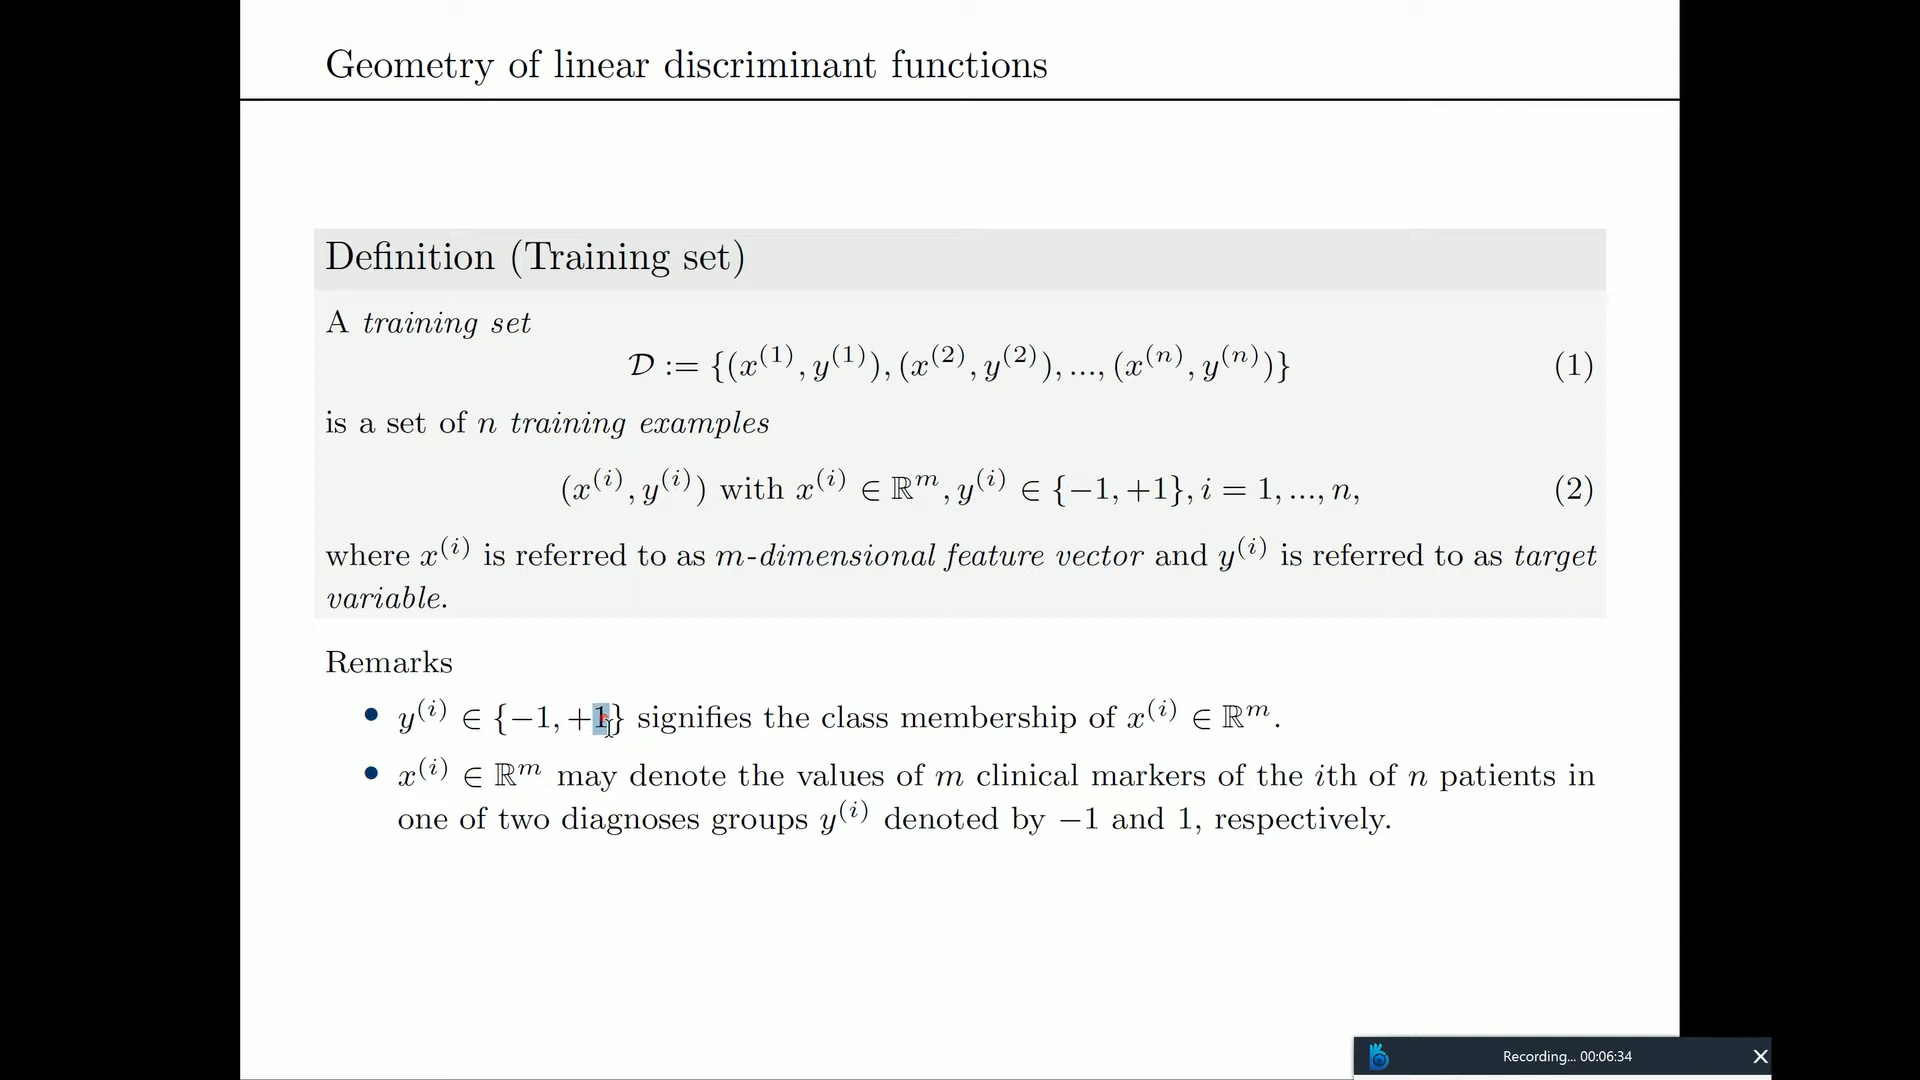 Geometry of linear discriminant functions
Definition (Training set)
A training set
𝒟 := {(x⁽¹⁾, y⁽¹⁾), (x⁽²⁾, y⁽²⁾), ..., (x⁽ⁿ⁾, y⁽ⁿ⁾)} (1)
is a set of n training examples
(x⁽ⁱ⁾, y⁽ⁱ⁾) with x⁽ⁱ⁾ ∈ ℝᵐ, y⁽ⁱ⁾ ∈ {−1, +1}, i = 1, ..., n, (2)
where x⁽ⁱ⁾ is referred to as m-dimensional feature vector and y⁽ⁱ⁾ is referred to as target
variable.
Remarks
• y⁽ⁱ⁾ ∈ {−1, +1} signifies the class membership of x⁽ⁱ⁾ ∈ ℝᵐ.
• x⁽ⁱ⁾ ∈ ℝᵐ may denote the values of m clinical markers of the ith of n patients in
one of two diagnoses groups y⁽ⁱ⁾ denoted by −1 and 1, respectively.
Recording... 00:06:34